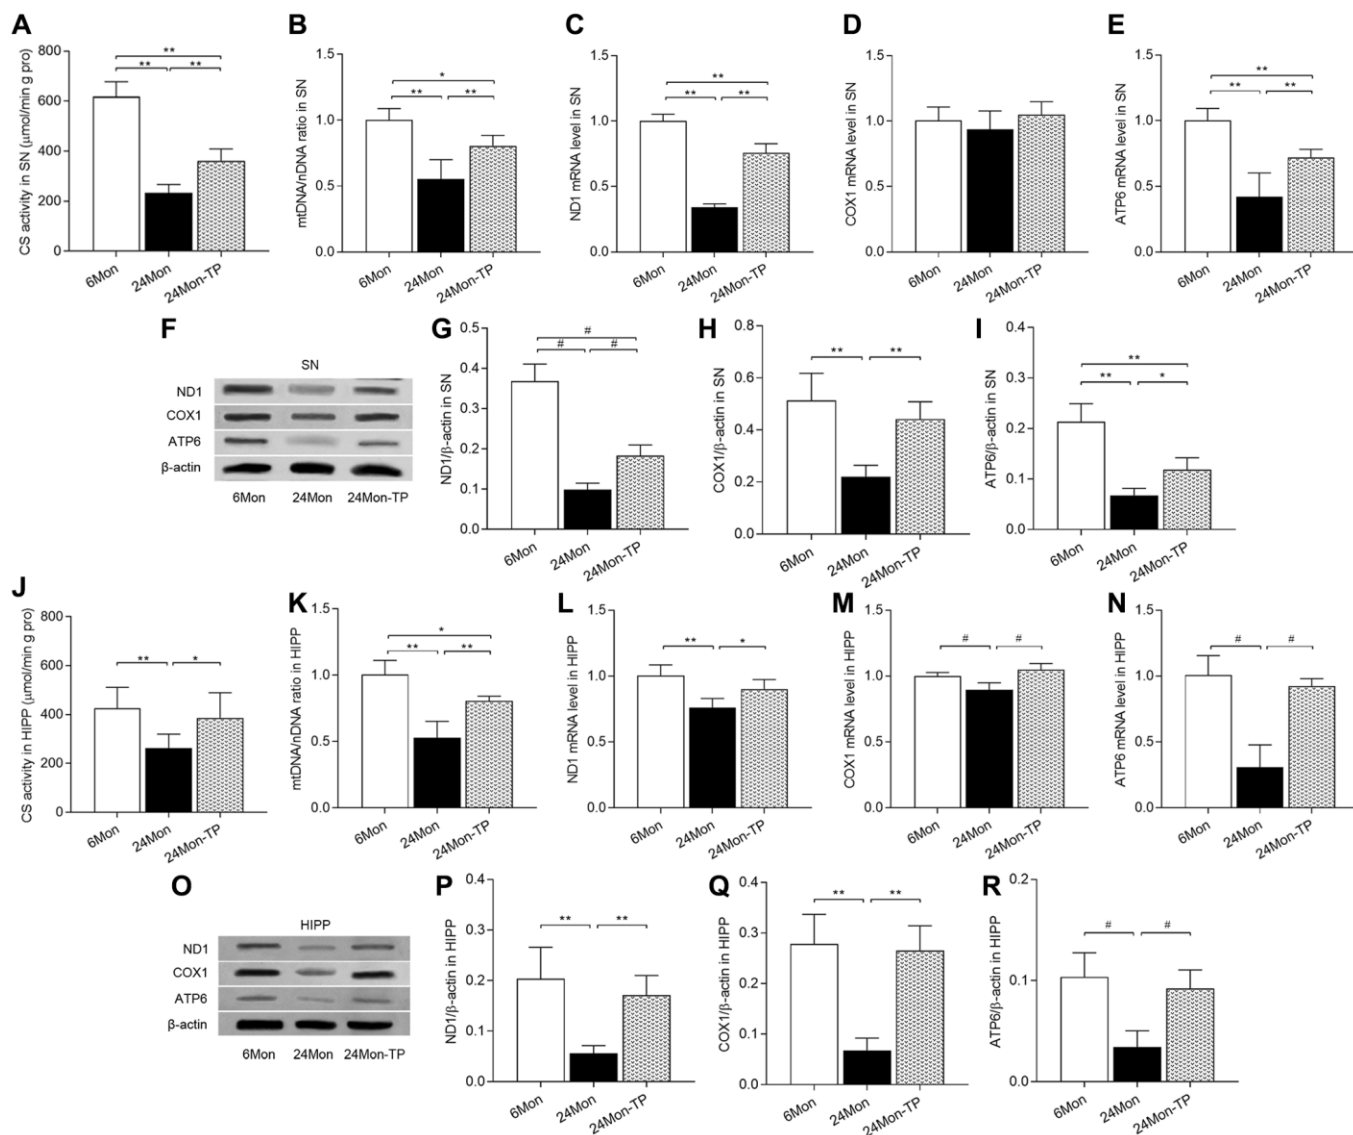 A
CS activity in SN (μmol/min g pro)
800
600
400
200
0
** ** **
6Mon 24Mon 24Mon-TP
B
mtDNA/nDNA ratio in SN
1.5
1.0
0.5
0.0
* ** **
6Mon 24Mon 24Mon-TP
C
ND1 mRNA level in SN
1.5
1.0
0.5
0.0
** ** **
6Mon 24Mon 24Mon-TP
D
COX1 mRNA level in SN
1.5
1.0
0.5
0.0
6Mon 24Mon 24Mon-TP
E
ATP6 mRNA level in SN
1.5
1.0
0.5
0.0
** ** **
6Mon 24Mon 24Mon-TP
F
SN
ND1
COX1
ATP6
β-actin
6Mon 24Mon 24Mon-TP
G
ND1/β-actin in SN
0.5
0.4
0.3
0.2
0.1
0.0
# # #
6Mon 24Mon 24Mon-TP
H
COX1/β-actin in SN
0.8
0.6
0.4
0.2
0.0
** **
6Mon 24Mon 24Mon-TP
I
ATP6/β-actin in SN
0.4
0.3
0.2
0.1
0.0
** ** *
6Mon 24Mon 24Mon-TP
J
CS activity in HIPP (μmol/min g pro)
800
600
400
200
0
** *
6Mon 24Mon 24Mon-TP
K
mtDNA/nDNA ratio in HIPP
1.5
1.0
0.5
0.0
* ** **
6Mon 24Mon 24Mon-TP
L
ND1 mRNA level in HIPP
1.5
1.0
0.5
0.0
** *
6Mon 24Mon 24Mon-TP
M
COX1 mRNA level in HIPP
1.5
1.0
0.5
0.0
# #
6Mon 24Mon 24Mon-TP
N
ATP6 mRNA level in HIPP
1.5
1.0
0.5
0.0
# #
6Mon 24Mon 24Mon-TP
O
HIPP
ND1
COX1
ATP6
β-actin
6Mon 24Mon 24Mon-TP
P
ND1/β-actin in HIPP
0.4
0.3
0.2
0.1
0.0
** **
6Mon 24Mon 24Mon-TP
Q
COX1/β-actin in HIPP
0.4
0.3
0.2
0.1
0.0
** **
6Mon 24Mon 24Mon-TP
R
ATP6/β-actin in HIPP
0.2
0.1
0.0
# #
6Mon 24Mon 24Mon-TP